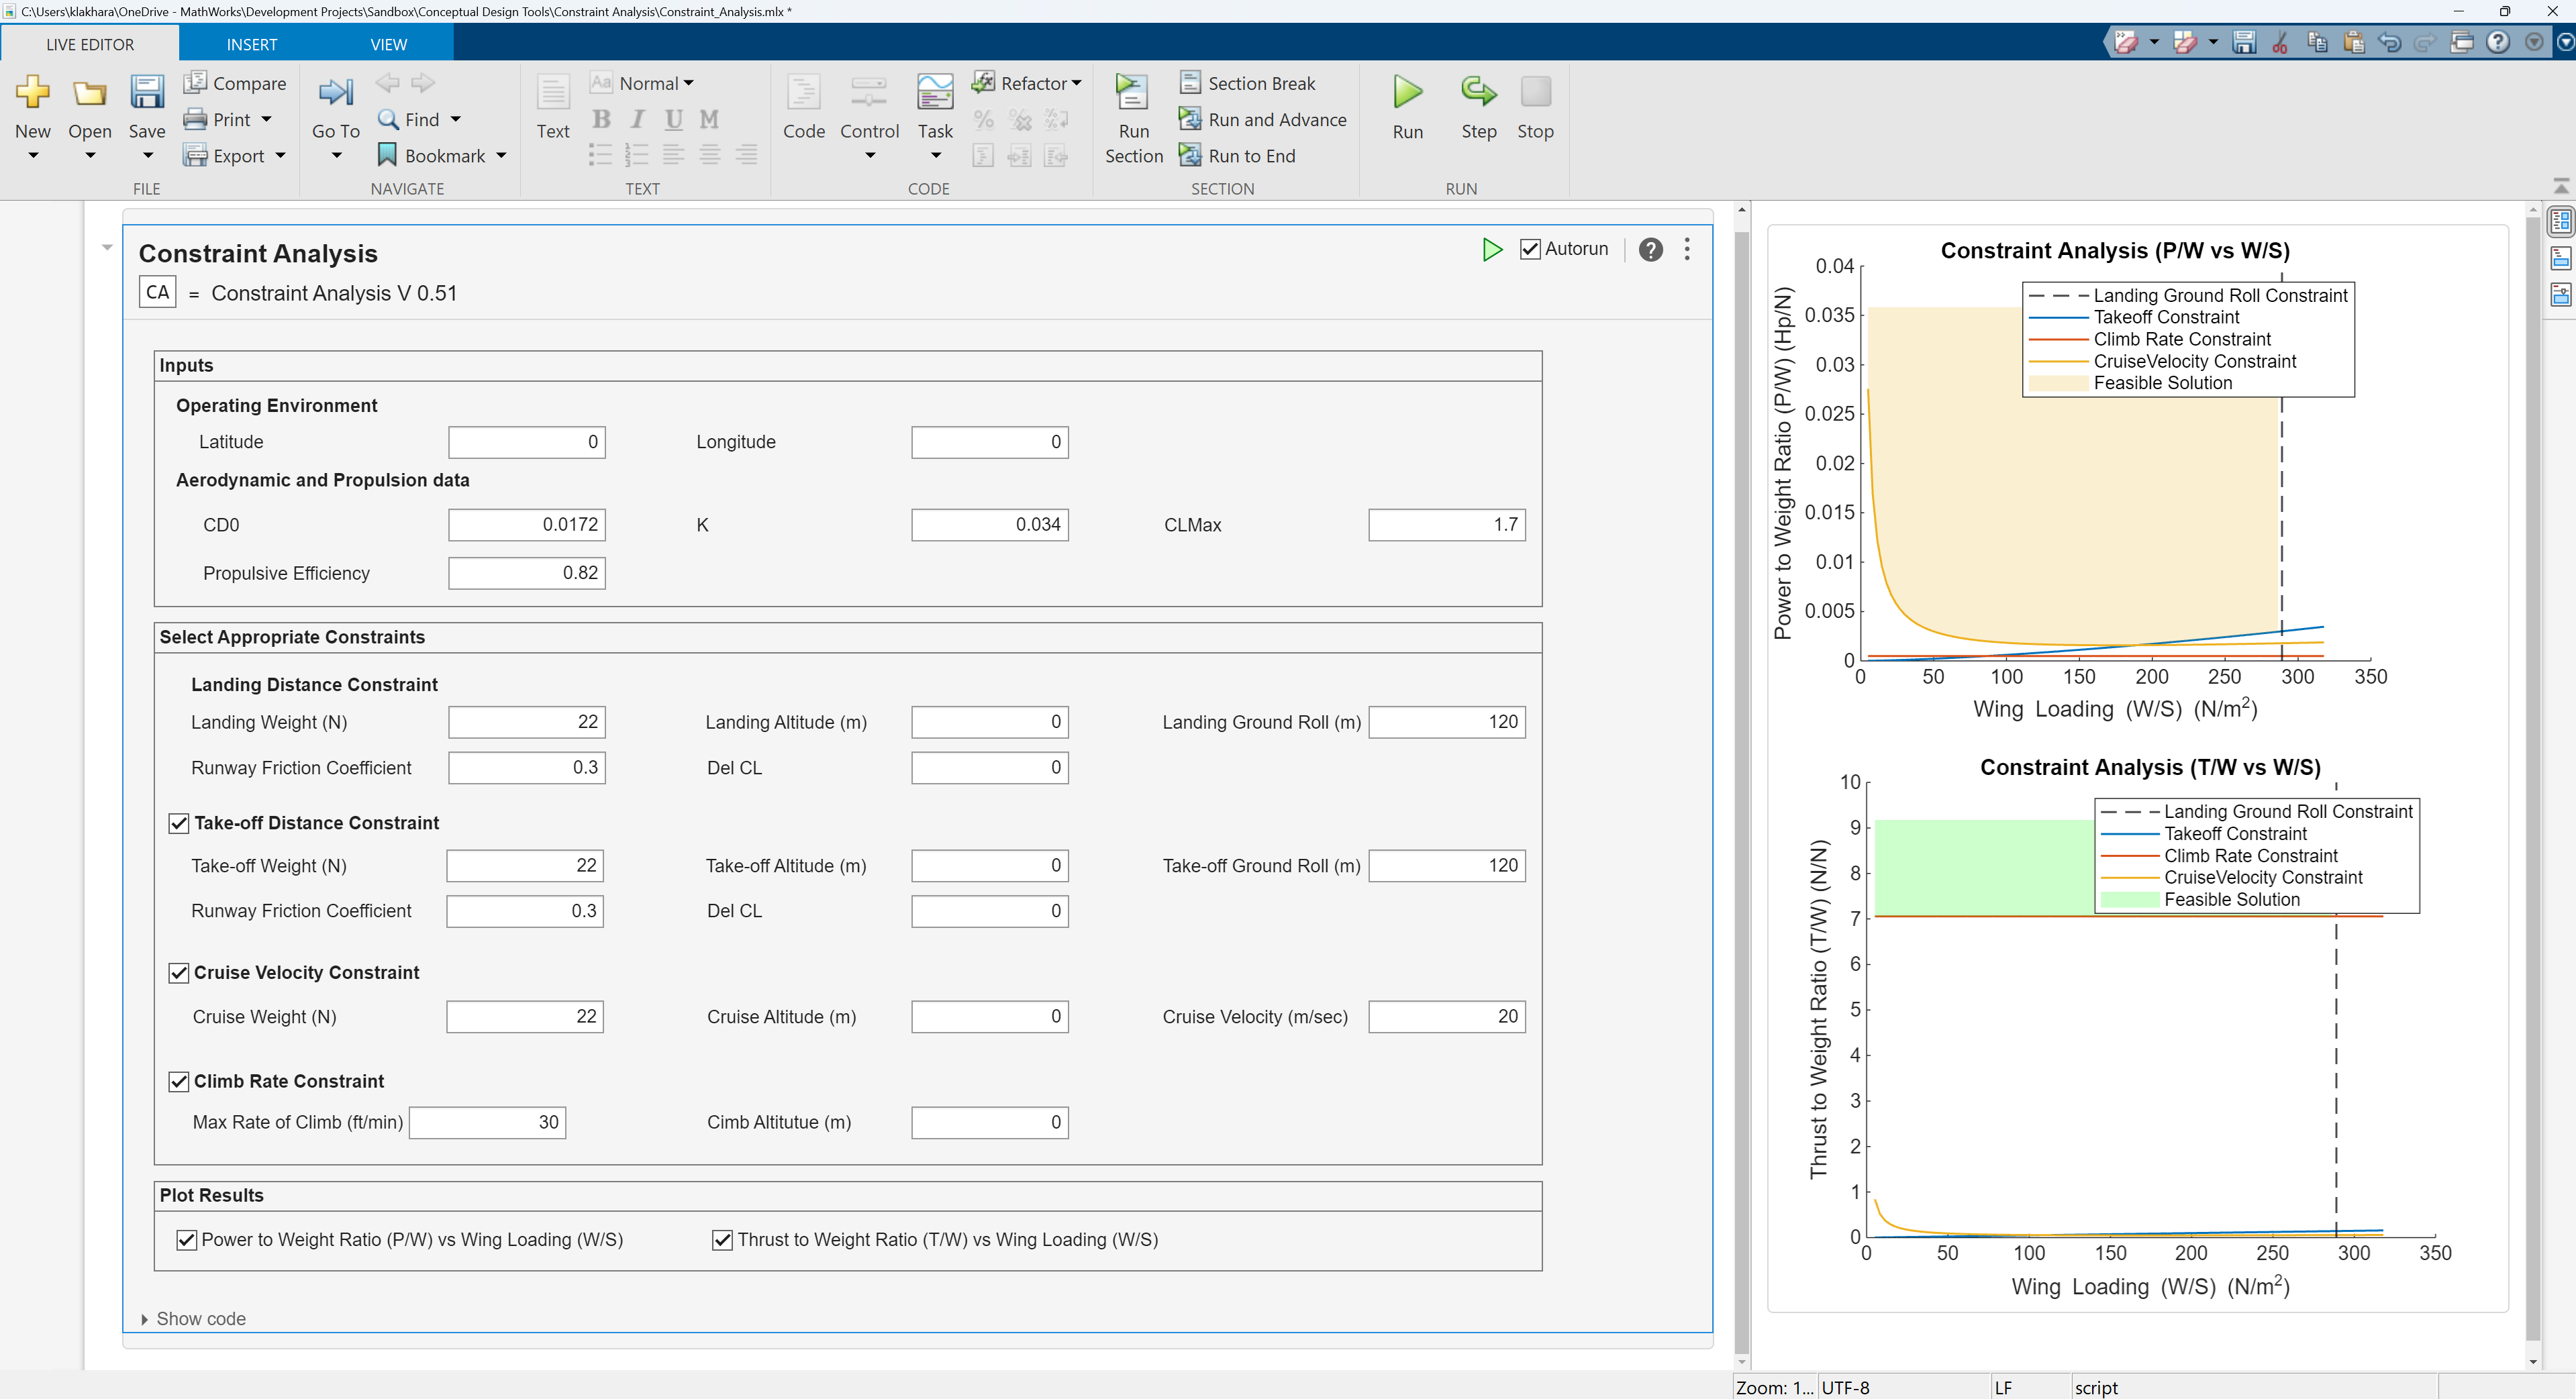 C:\Users\klakhara\OneDrive - MathWorks\Development Projects\Sandbox\Conceptual Design Tools\Constraint Analysis\Constraint_Analysis.mlx *
LIVE EDITOR INSERT VIEW
New Open Save Compare Print Export
FILE
Go To Find Bookmark
NAVIGATE
Text Aa Normal
B I U M
TEXT
Code Control Task Refactor
CODE
Run Section Section Break
Run and Advance
Run to End
SECTION
Run Step Stop
RUN
Constraint Analysis
Autorun
CA = Constraint Analysis V 0.51
Inputs
Operating Environment
Latitude 0 Longitude 0
Aerodynamic and Propulsion data
CD0 0.0172 K 0.034 CLMax 1.7
Propulsive Efficiency 0.82
Select Appropriate Constraints
Landing Distance Constraint
Landing Weight (N) 22 Landing Altitude (m) 0 Landing Ground Roll (m) 120
Runway Friction Coefficient 0.3 Del CL 0
Take-off Distance Constraint
Take-off Weight (N) 22 Take-off Altitude (m) 0 Take-off Ground Roll (m) 120
Runway Friction Coefficient 0.3 Del CL 0
Cruise Velocity Constraint
Cruise Weight (N) 22 Cruise Altitude (m) 0 Cruise Velocity (m/sec) 20
Climb Rate Constraint
Max Rate of Climb (ft/min) 30 Cimb Altitutue (m) 0
Plot Results
Power to Weight Ratio (P/W) vs Wing Loading (W/S) Thrust to Weight Ratio (T/W) vs Wing Loading (W/S)
Show code
Constraint Analysis (P/W vs W/S)
Power to Weight Ratio (P/W) (Hp/N)
0.04
0.035
0.03
0.025
0.02
0.015
0.01
0.005
0
Landing Ground Roll Constraint
Takeoff Constraint
Climb Rate Constraint
CruiseVelocity Constraint
Feasible Solution
0 50 100 150 200 250 300 350
Wing Loading (W/S) (N/m²)
Constraint Analysis (T/W vs W/S)
Thrust to Weight Ratio (T/W) (N/N)
10
9
8
7
6
5
4
3
2
1
0
Landing Ground Roll Constraint
Takeoff Constraint
Climb Rate Constraint
CruiseVelocity Constraint
Feasible Solution
0 50 100 150 200 250 300 350
Wing Loading (W/S) (N/m²)
Zoom: 1... UTF-8 LF script